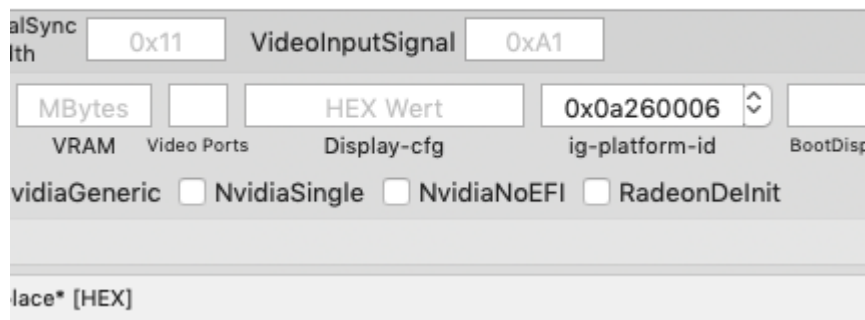 alSync
lth
0x11 VideoInputSignal 0xA1
MBytes HEX Wert 0x0a260006
VRAM Video Ports Display-cfg ig-platform-id BootDisp
vidiaGeneric NvidiaSingle NvidiaNoEFI RadeonDeInit
lace* [HEX]